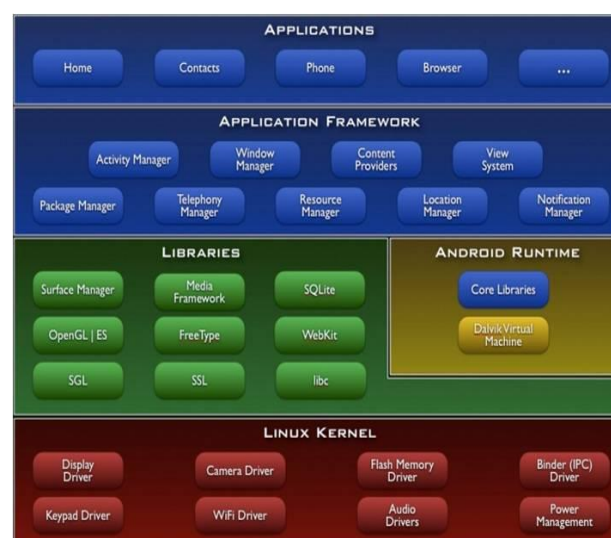 APPLICATIONS
Home
Contacts
Phone
Browser
...
APPLICATION FRAMEWORK
Activity Manager
Window
Manager
Content
Providers
View
System
Package Manager
Telephony
Manager
Resource
Manager
Location
Manager
Notification
Manager
LIBRARIES
Surface Manager
Media
Framework
SQLite
OpenGL | ES
FreeType
WebKit
SGL
SSL
libc
ANDROID RUNTIME
Core Libraries
Dalvik Virtual
Machine
LINUX KERNEL
Display
Driver
Camera Driver
Flash Memory
Driver
Binder (IPC)
Driver
Keypad Driver
WiFi Driver
Audio
Drivers
Power
Management